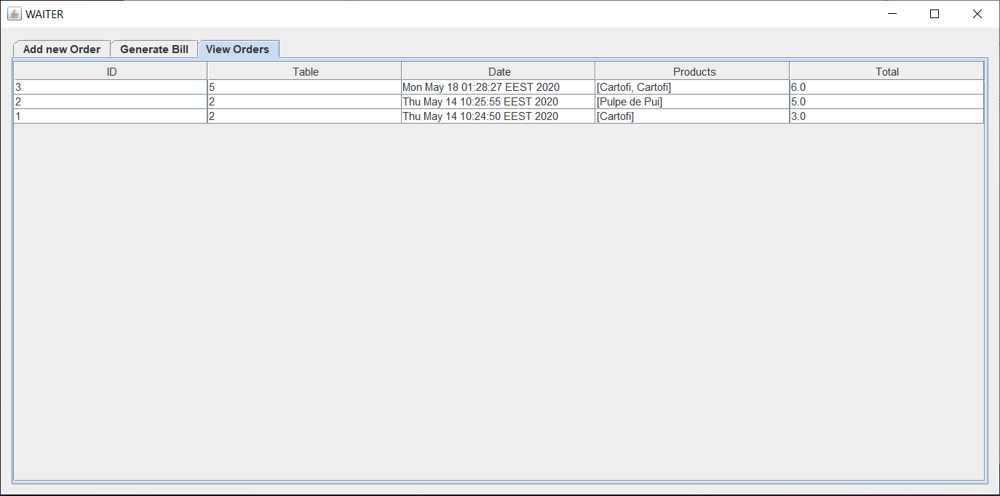 WAITER
Add new Order Generate Bill View Orders
ID Table Date Products Total
3 5 Mon May 18 01:28:27 EEST 2020 [Cartofi, Cartofi] 6.0
2 2 Thu May 14 10:25:55 EEST 2020 [Pulpe de Pui] 5.0
1 2 Thu May 14 10:24:50 EEST 2020 [Cartofi] 3.0